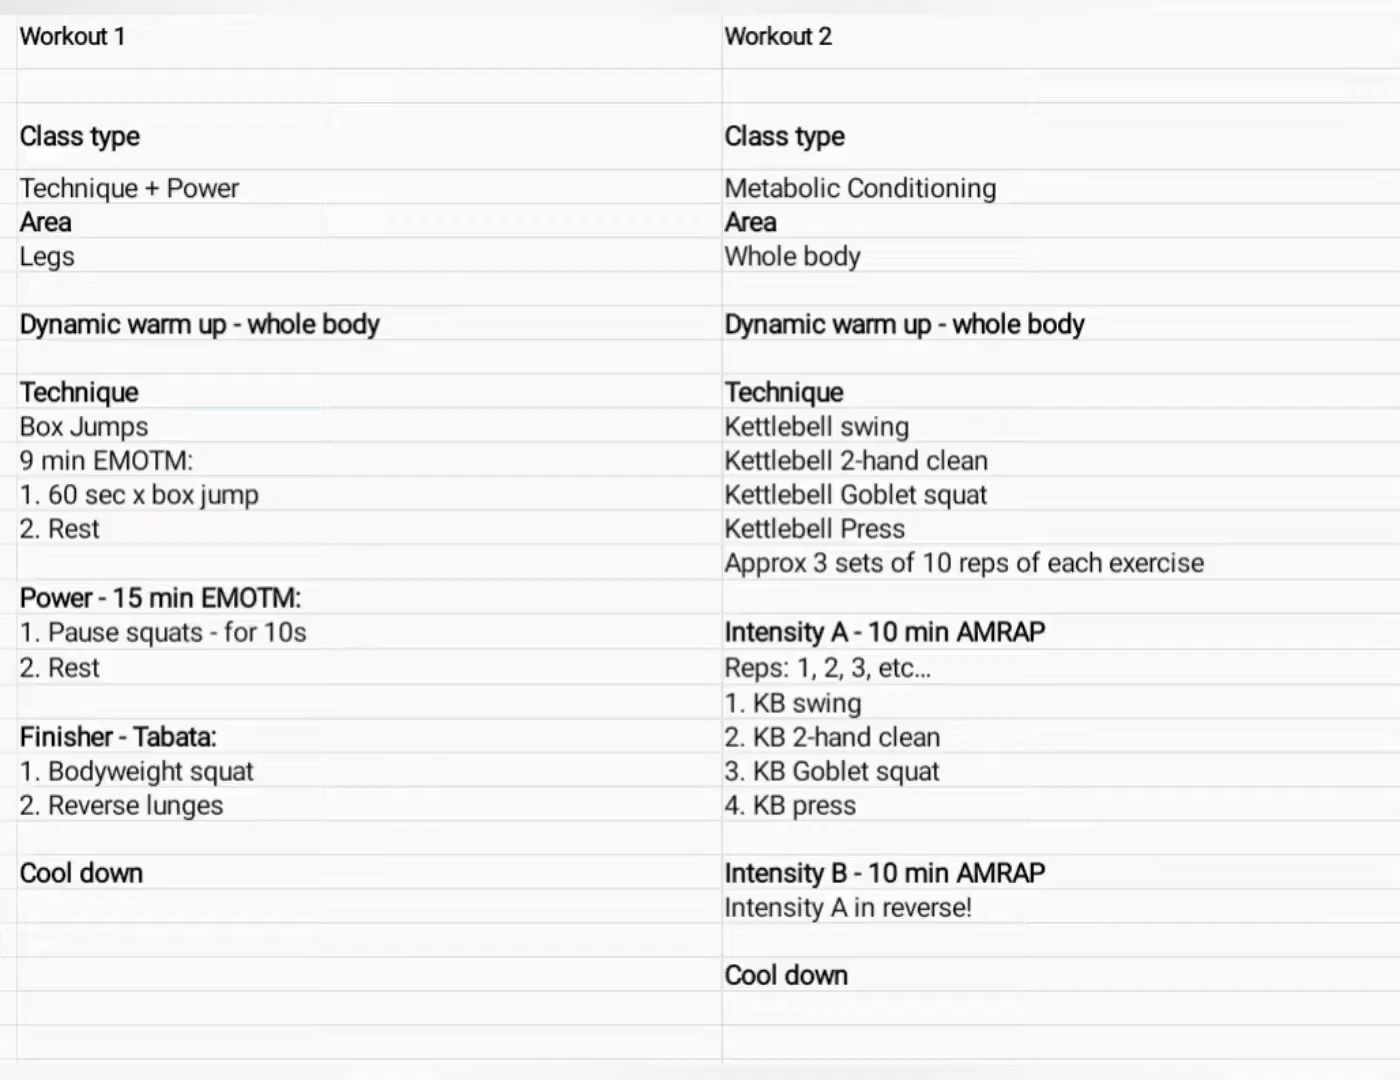 Workout 1
Class type
Technique + Power
Area
Legs
Dynamic warm up - whole body
Technique
Box Jumps
9 min EMOTM:
1. 60 sec x box jump
2. Rest
Power - 15 min EMOTM:
1. Pause squats - for 10s
2. Rest
Finisher - Tabata:
1. Bodyweight squat
2. Reverse lunges
Cool down
Workout 2
Class type
Metabolic Conditioning
Area
Whole body
Dynamic warm up - whole body
Technique
Kettlebell swing
Kettlebell 2-hand clean
Kettlebell Goblet squat
Kettlebell Press
Approx 3 sets of 10 reps of each exercise
Intensity A - 10 min AMRAP
Reps: 1, 2, 3, etc...
1. KB swing
2. KB 2-hand clean
3. KB Goblet squat
4. KB press
Intensity B - 10 min AMRAP
Intensity A in reverse!
Cool down